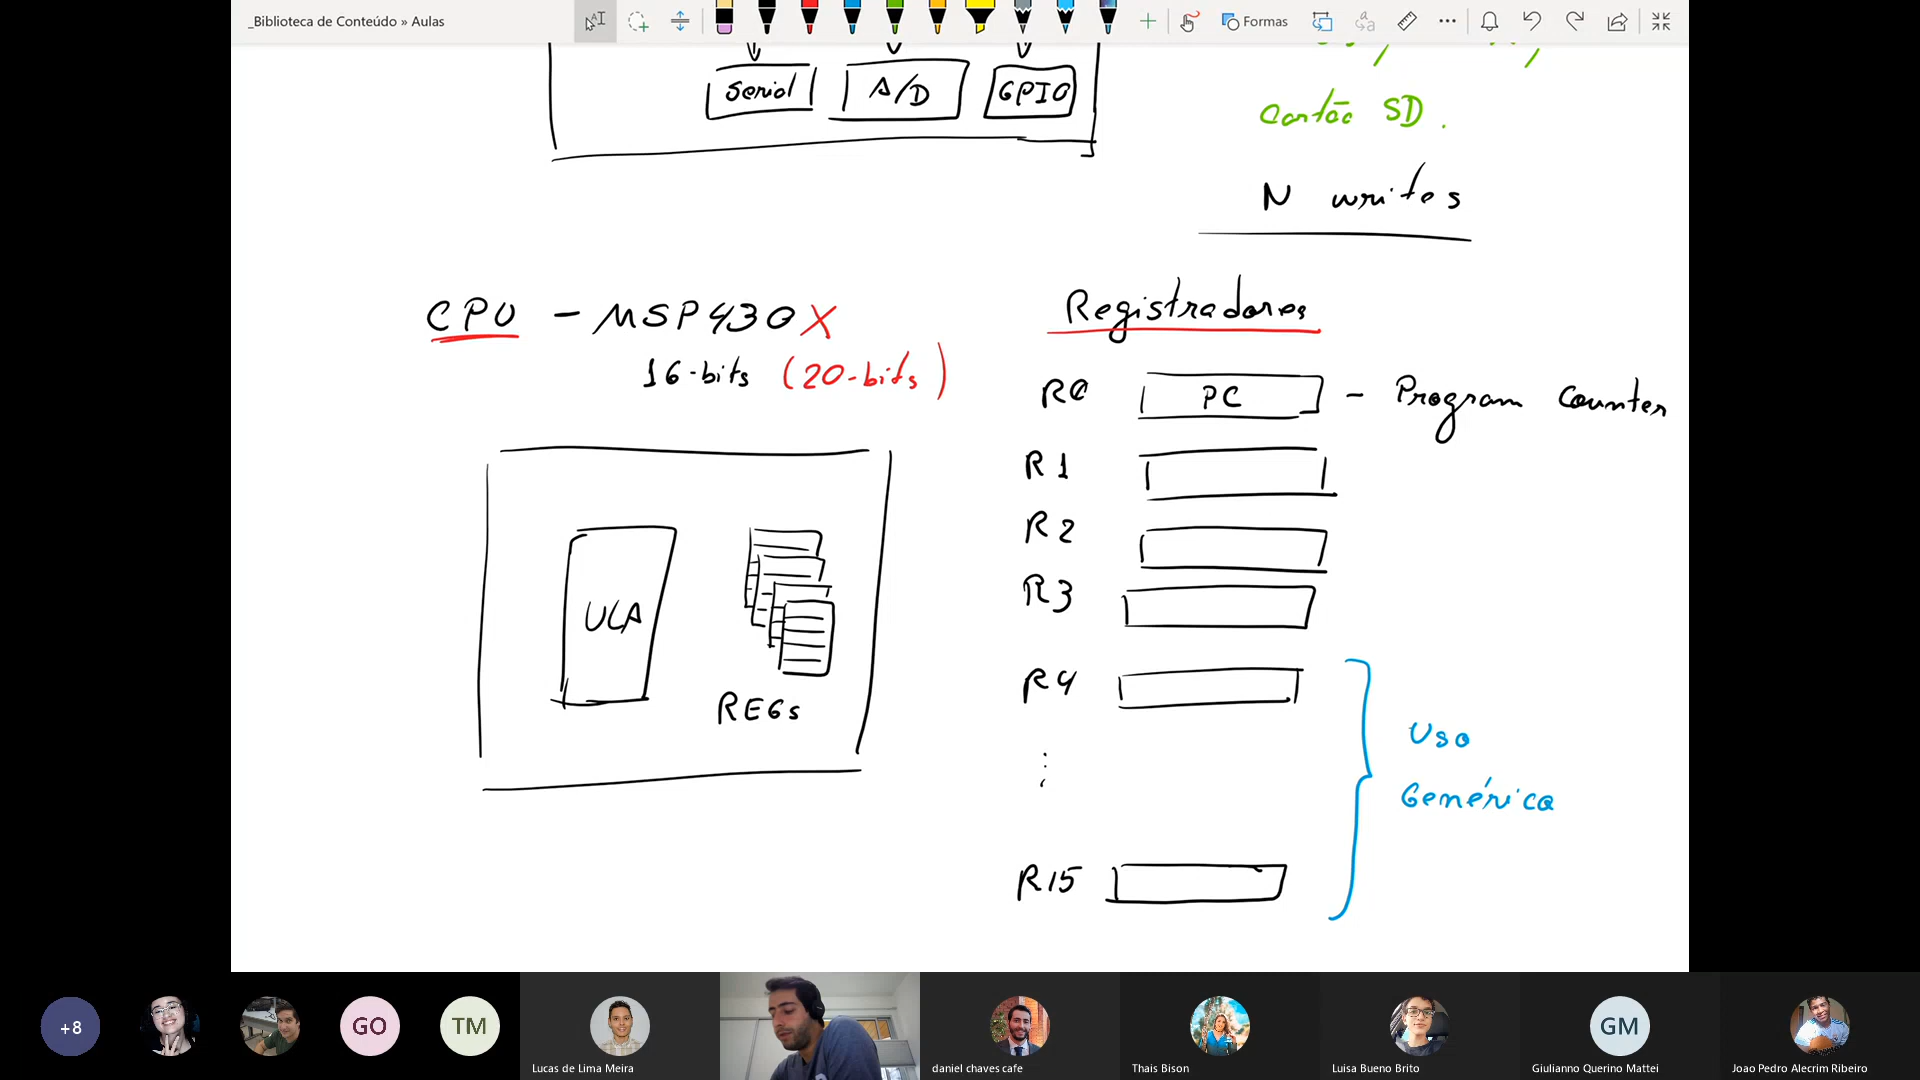 _Biblioteca de Conteúdo » Aulas
Formas
Serial
A/D
GPIO
Cartão SD.
N writes
CPU - MSP430X
16-bits (20-bits)
Registradores
R0 PC - Program Counter
R1
R2
R3
R4
⋮
R15
Uso
Genérico
ULA
REGs
+8
GO
TM
Lucas de Lima Meira
daniel chaves cafe
Thais Bison
Luisa Bueno Brito
GM
Giulianno Querino Mattei
Joao Pedro Alecrim Ribeiro